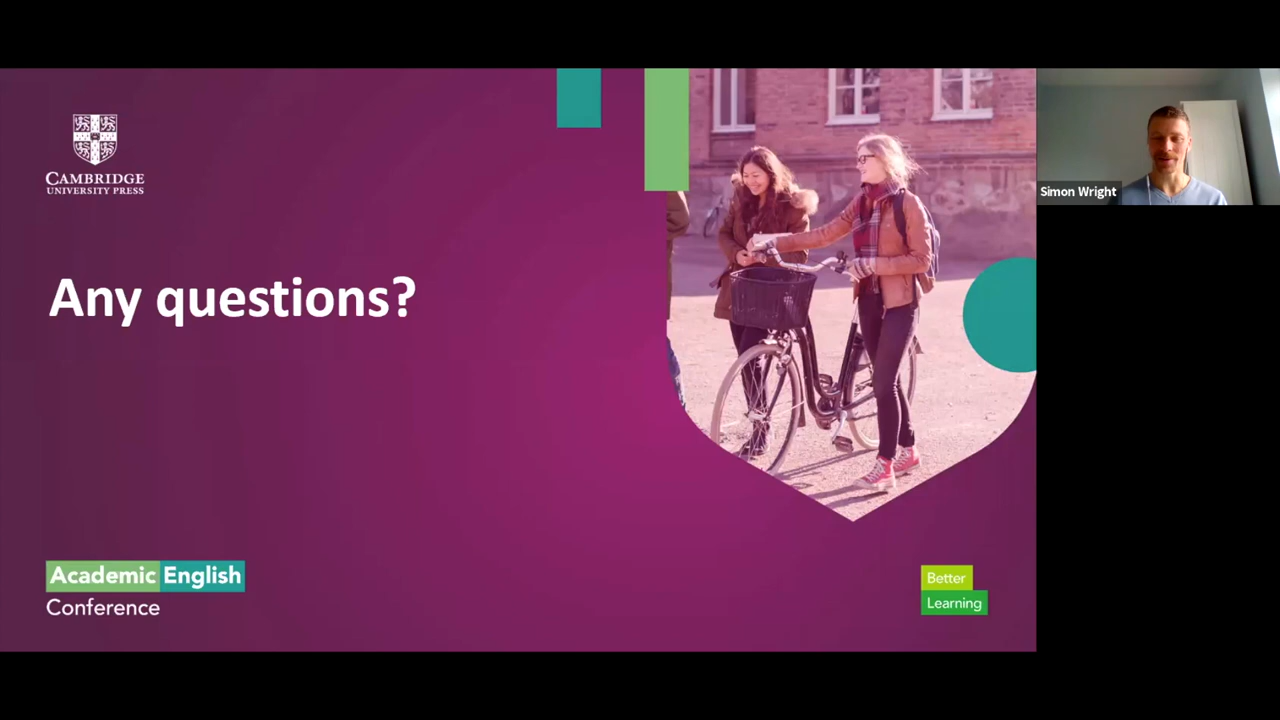 CAMBRIDGE
UNIVERSITY PRESS
Any questions?
Academic English
Conference
Better
Learning
Simon Wright